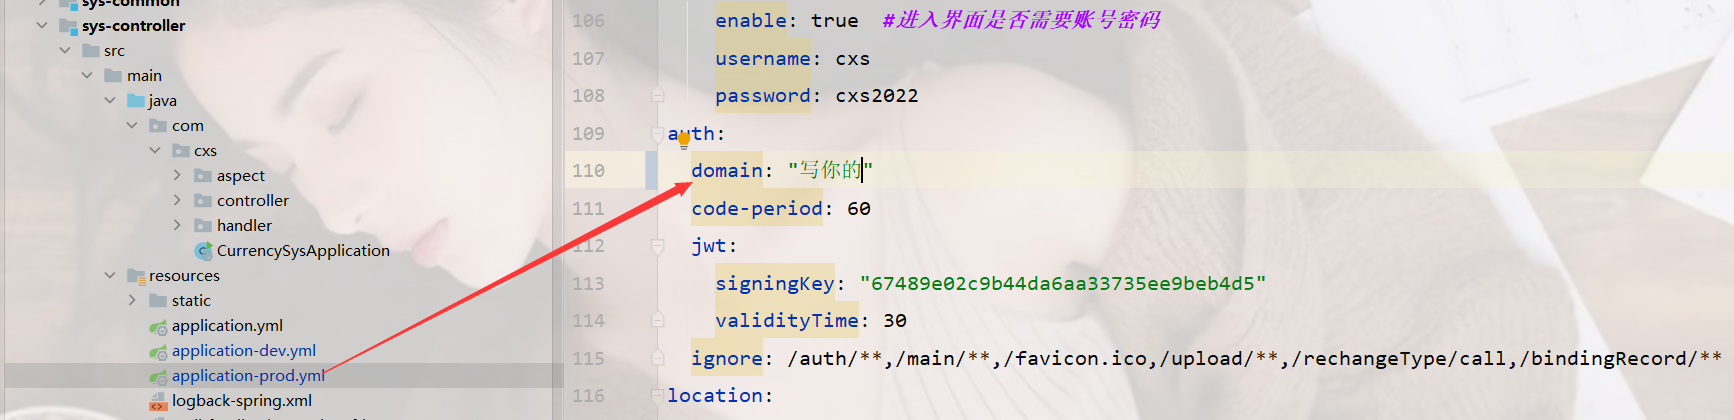 sys-common
sys-controller
src
main
java
com
cxs
aspect
controller
handler
CurrencySysApplication
resources
static
application.yml
application-dev.yml
application-prod.yml
logback-spring.xml
106 enable: true #进入界面是否需要账号密码
107 username: cxs
108 password: cxs2022
109 auth:
110 domain: "写你的"
111 code-period: 60
112 jwt:
113 signingKey: "67489e02c9b44da6aa33735ee9beb4d5"
114 validityTime: 30
115 ignore: /auth/**,/main/**,/favicon.ico,/upload/**,/rechangeType/call,/bindingRecord/**
116 location: